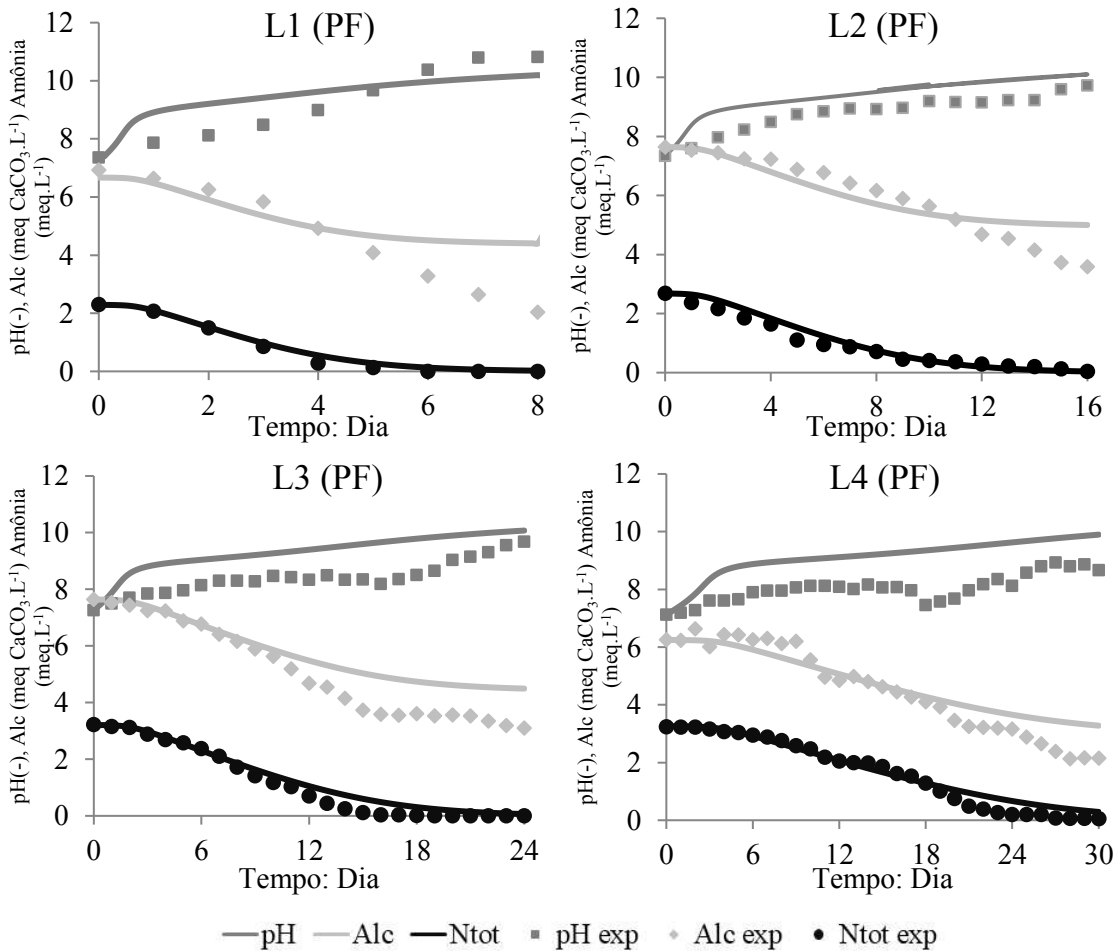 L1 (PF)
12
10
8
6
4
2
0
0 2 4 6 8
Tempo: Dia
pH(-), Alc (meq CaCO₃.L⁻¹) Amônia
(meq.L⁻¹)
L2 (PF)
12
10
8
6
4
2
0
0 4 8 12 16
Tempo: Dia
pH(-), Alc (meq CaCO₃.L⁻¹) Amônia
(meq.L⁻¹)
L3 (PF)
12
10
8
6
4
2
0
0 6 12 18 24
Tempo: Dia
pH(-), Alc (meq CaCO₃.L⁻¹) Amônia
(meq.L⁻¹)
L4 (PF)
12
10
8
6
4
2
0
0 6 12 18 24 30
Tempo: Dia
pH(-), Alc (meq CaCO₃.L⁻¹) Amônia
(meq.L⁻¹)
pH Alc Ntot pH exp Alc exp Ntot exp